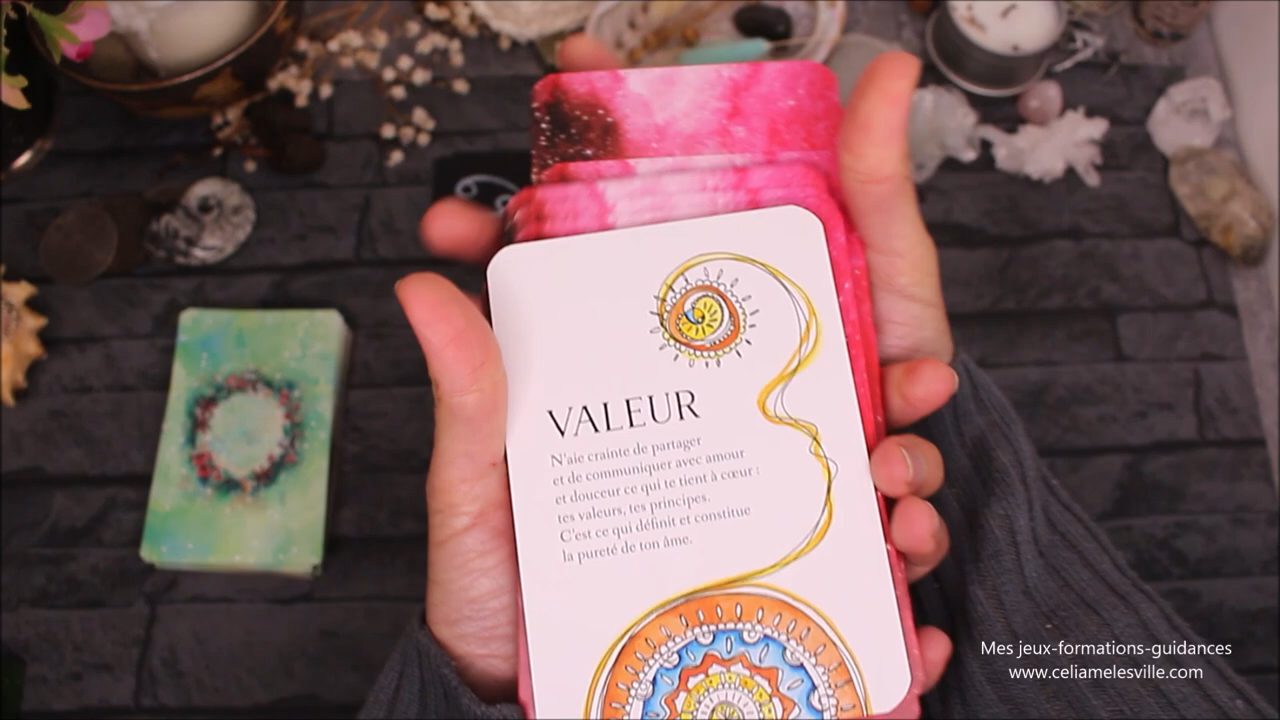 VALEUR
N'aie crainte de partager
et de communiquer avec amour
et douceur ce qui te tient à cœur :
tes valeurs, tes principes.
C'est ce qui définit et constitue
la pureté de ton âme.
Mes jeux-formations-guidances
www.celiamelesville.com